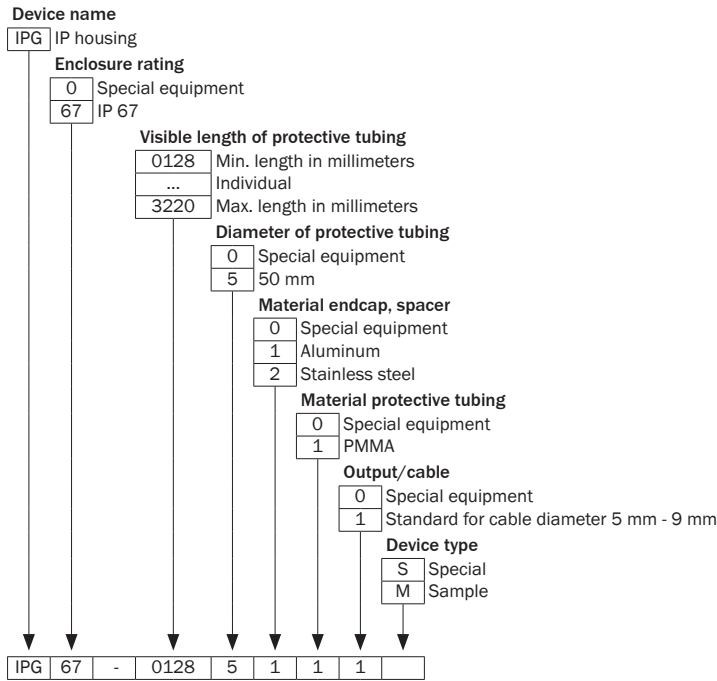 Device name
IPG IP housing
Enclosure rating
0 Special equipment
67 IP 67
Visible length of protective tubing
0128 Min. length in millimeters
... Individual
3220 Max. length in millimeters
Diameter of protective tubing
0 Special equipment
5 50 mm
Material endcap, spacer
0 Special equipment
1 Aluminum
2 Stainless steel
Material protective tubing
0 Special equipment
1 PMMA
Output/cable
0 Special equipment
1 Standard for cable diameter 5 mm - 9 mm
Device type
S Special
M Sample
IPG 67 - 0128 5 1 1 1